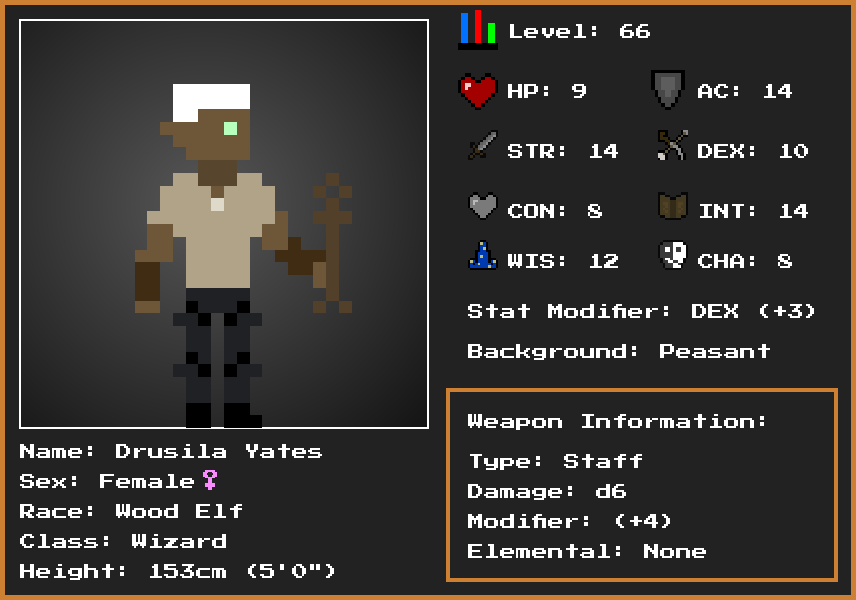 Level: 66
HP: 9
AC: 14
STR: 14
DEX: 10
CON: 8
INT: 14
WIS: 12
CHA: 8
Stat Modifier: DEX (+3)
Background: Peasant
Weapon Information:
Type: Staff
Damage: d6
Modifier: (+4)
Elemental: None
Name: Drusila Yates
Sex: Female♀
Race: Wood Elf
Class: Wizard
Height: 153cm (5'0")